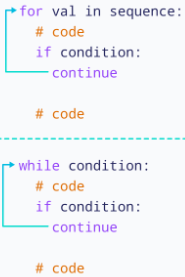 for val in sequence:
    # code
    if condition:
        continue

    # code
while condition:
    # code
    if condition:
        continue

    # code